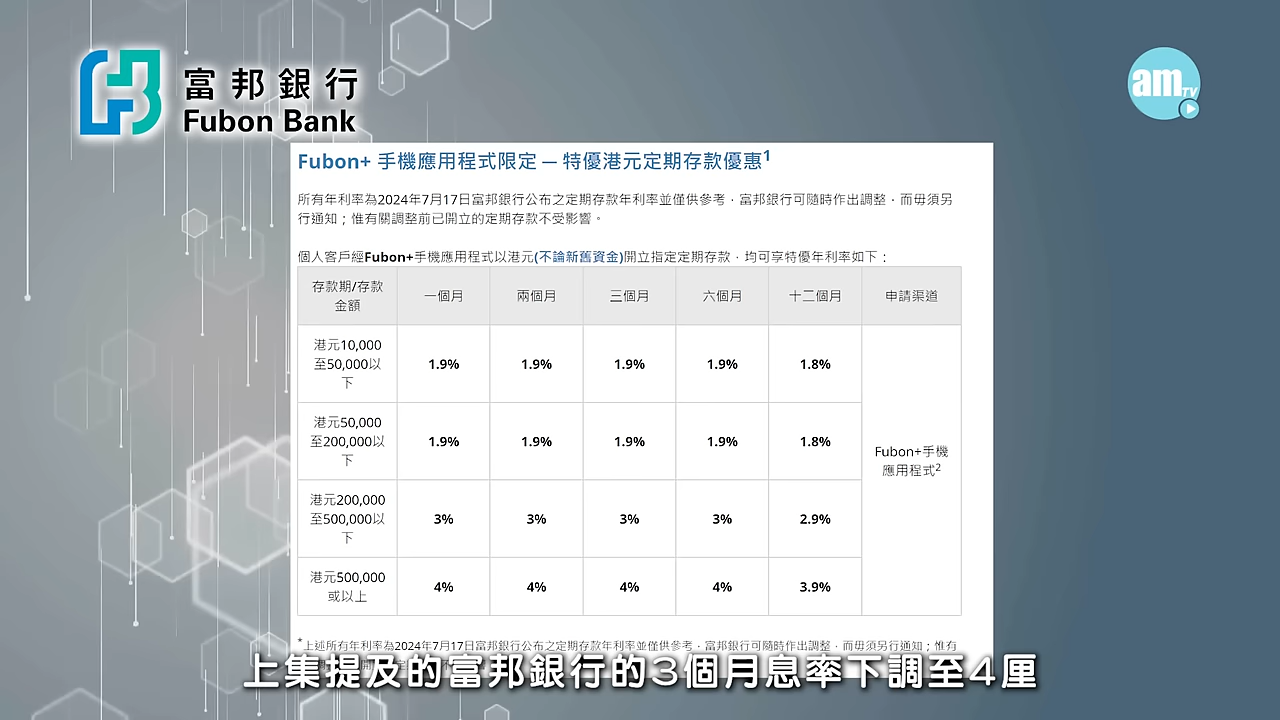 富邦銀行
Fubon Bank
amTV
Fubon+ 手機應用程式限定 — 特優港元定期存款優惠1
所有年利率為2024年7月17日富邦銀行公布之定期存款年利率並僅供參考，富邦銀行可隨時作出調整，而毋須另
行通知；惟有關調整前已開立的定期存款不受影響。
個人客戶經Fubon+手機應用程式以港元(不論新舊資金)開立指定定期存款，均可享特優年利率如下：
存款期/存款
金額
一個月
兩個月
三個月
六個月
十二個月
申請渠道
港元10,000
至50,000以
下
1.9%
1.9%
1.9%
1.9%
1.8%
港元50,000
至200,000以
下
1.9%
1.9%
1.9%
1.9%
1.8%
Fubon+手機
應用程式2
港元200,000
至500,000以
下
3%
3%
3%
3%
2.9%
港元500,000
或以上
4%
4%
4%
4%
3.9%
*上述所有年利率為2024年7月17日富邦銀行公布之定期存款年利率並僅供參考，富邦銀行可隨時作出調整，而毋須另行通知；惟有
上集提及的富邦銀行的3個月息率下調至4厘